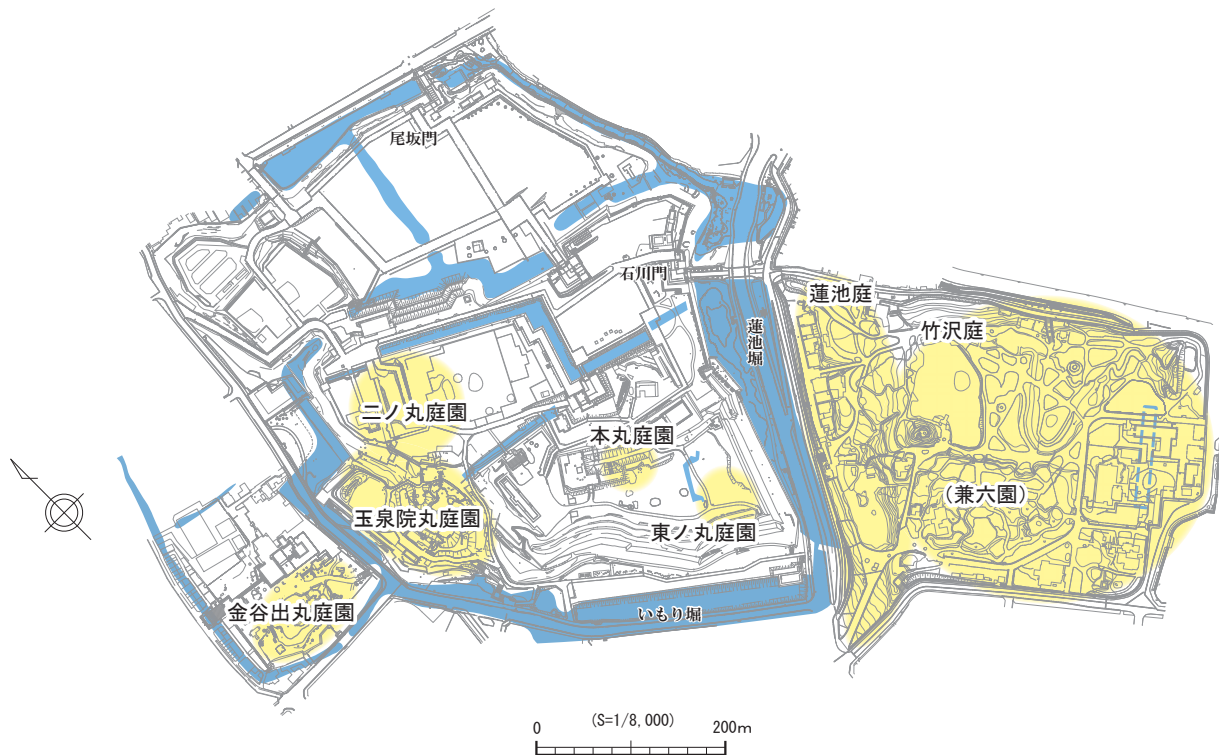 尾坂門
石川門
蓮池庭
竹沢庭
蓮池堀
二ノ丸庭園
本丸庭園
(兼六園)
玉泉院丸庭園
東ノ丸庭園
金谷出丸庭園
いもり堀
(S=1/8,000)
0 200m